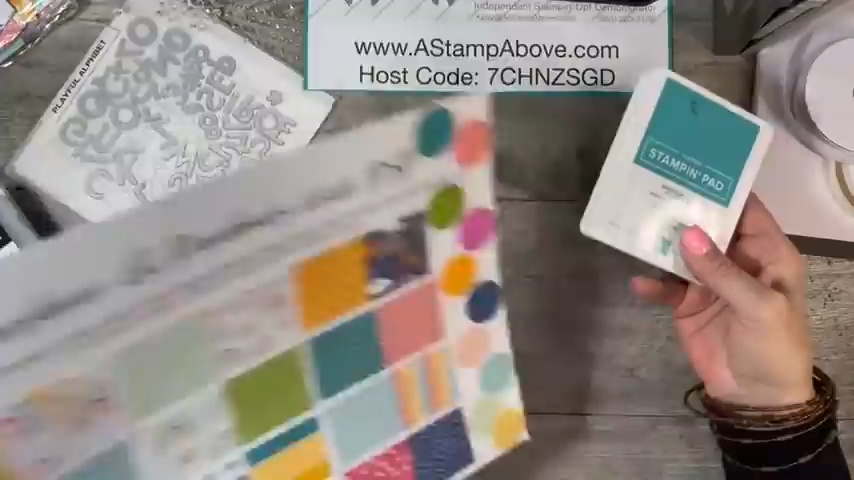 Independent Stampin' Up! Demonstrator
www.AStampAbove.com
Host Code: 7CHNZSGD
PLAYFUL ALPHABET
STAMPIN' PAD